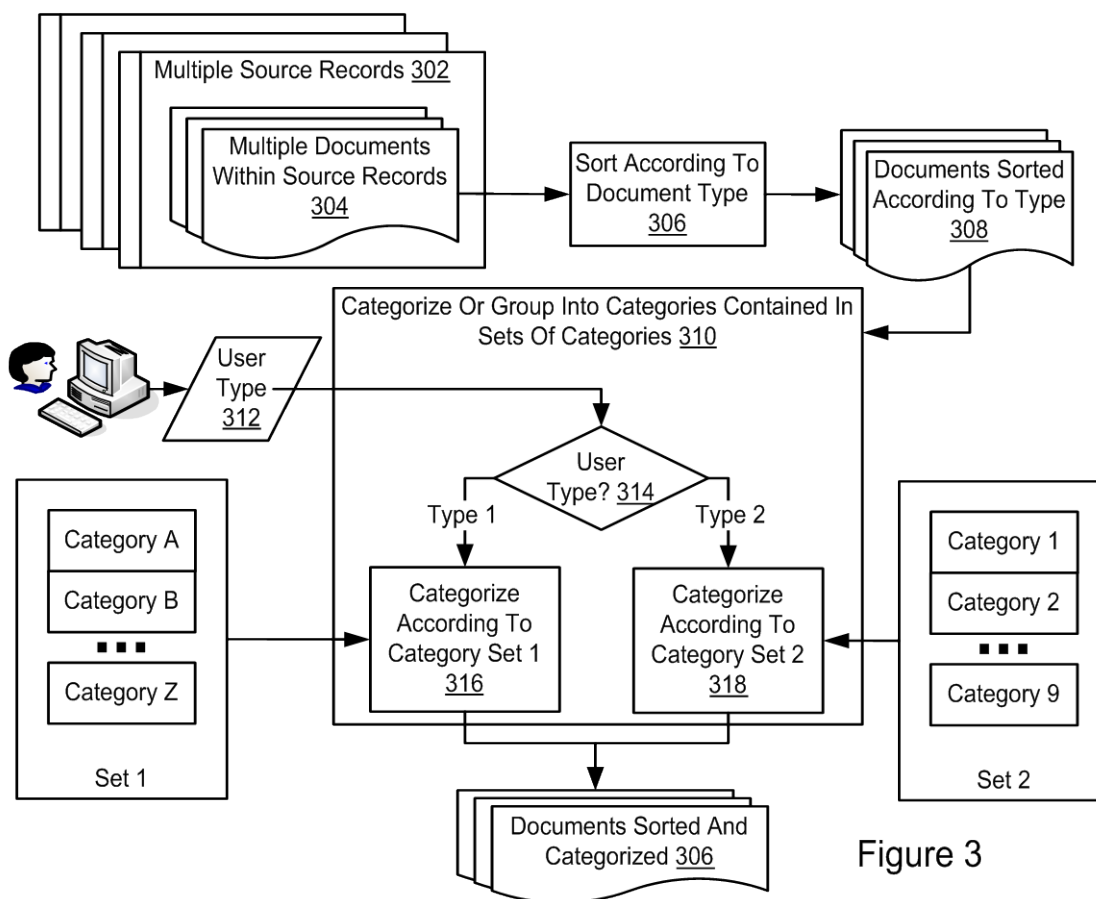 Multiple Source Records 302
Multiple Documents
Within Source Records
304
Sort According To
Document Type
306
Documents Sorted
According To Type
308
Categorize Or Group Into Categories Contained In
Sets Of Categories 310
User
Type
312
User
Type? 314
Type 1
Type 2
Category A
Category B
Category Z
Set 1
Categorize
According To
Category Set 1
316
Categorize
According To
Category Set 2
318
Category 1
Category 2
Category 9
Set 2
Documents Sorted And
Categorized 306
Figure 3